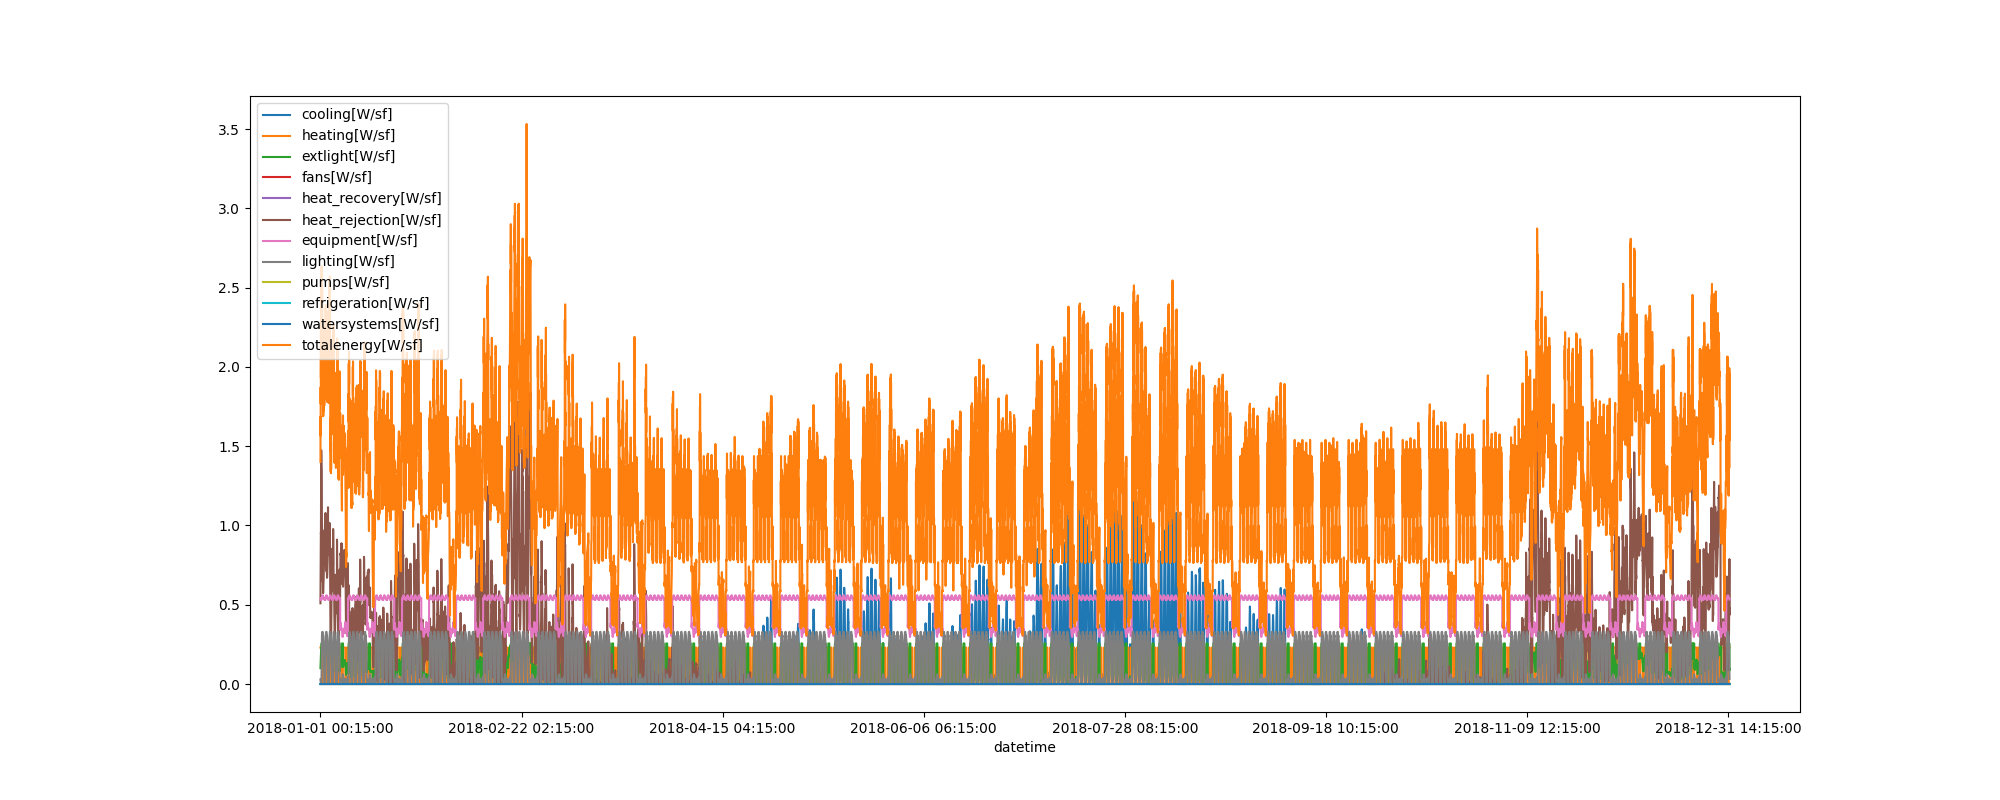 3.5
3.0
2.5
2.0
1.5
1.0
0.5
0.0
cooling[W/sf]
heating[W/sf]
extlight[W/sf]
fans[W/sf]
heat_recovery[W/sf]
heat_rejection[W/sf]
equipment[W/sf]
lighting[W/sf]
pumps[W/sf]
refrigeration[W/sf]
watersystems[W/sf]
totalenergy[W/sf]
2018-01-01 00:15:00 2018-02-22 02:15:00 2018-04-15 04:15:00 2018-06-06 06:15:00 2018-07-28 08:15:00 2018-09-18 10:15:00 2018-11-09 12:15:00 2018-12-31 14:15:00
datetime